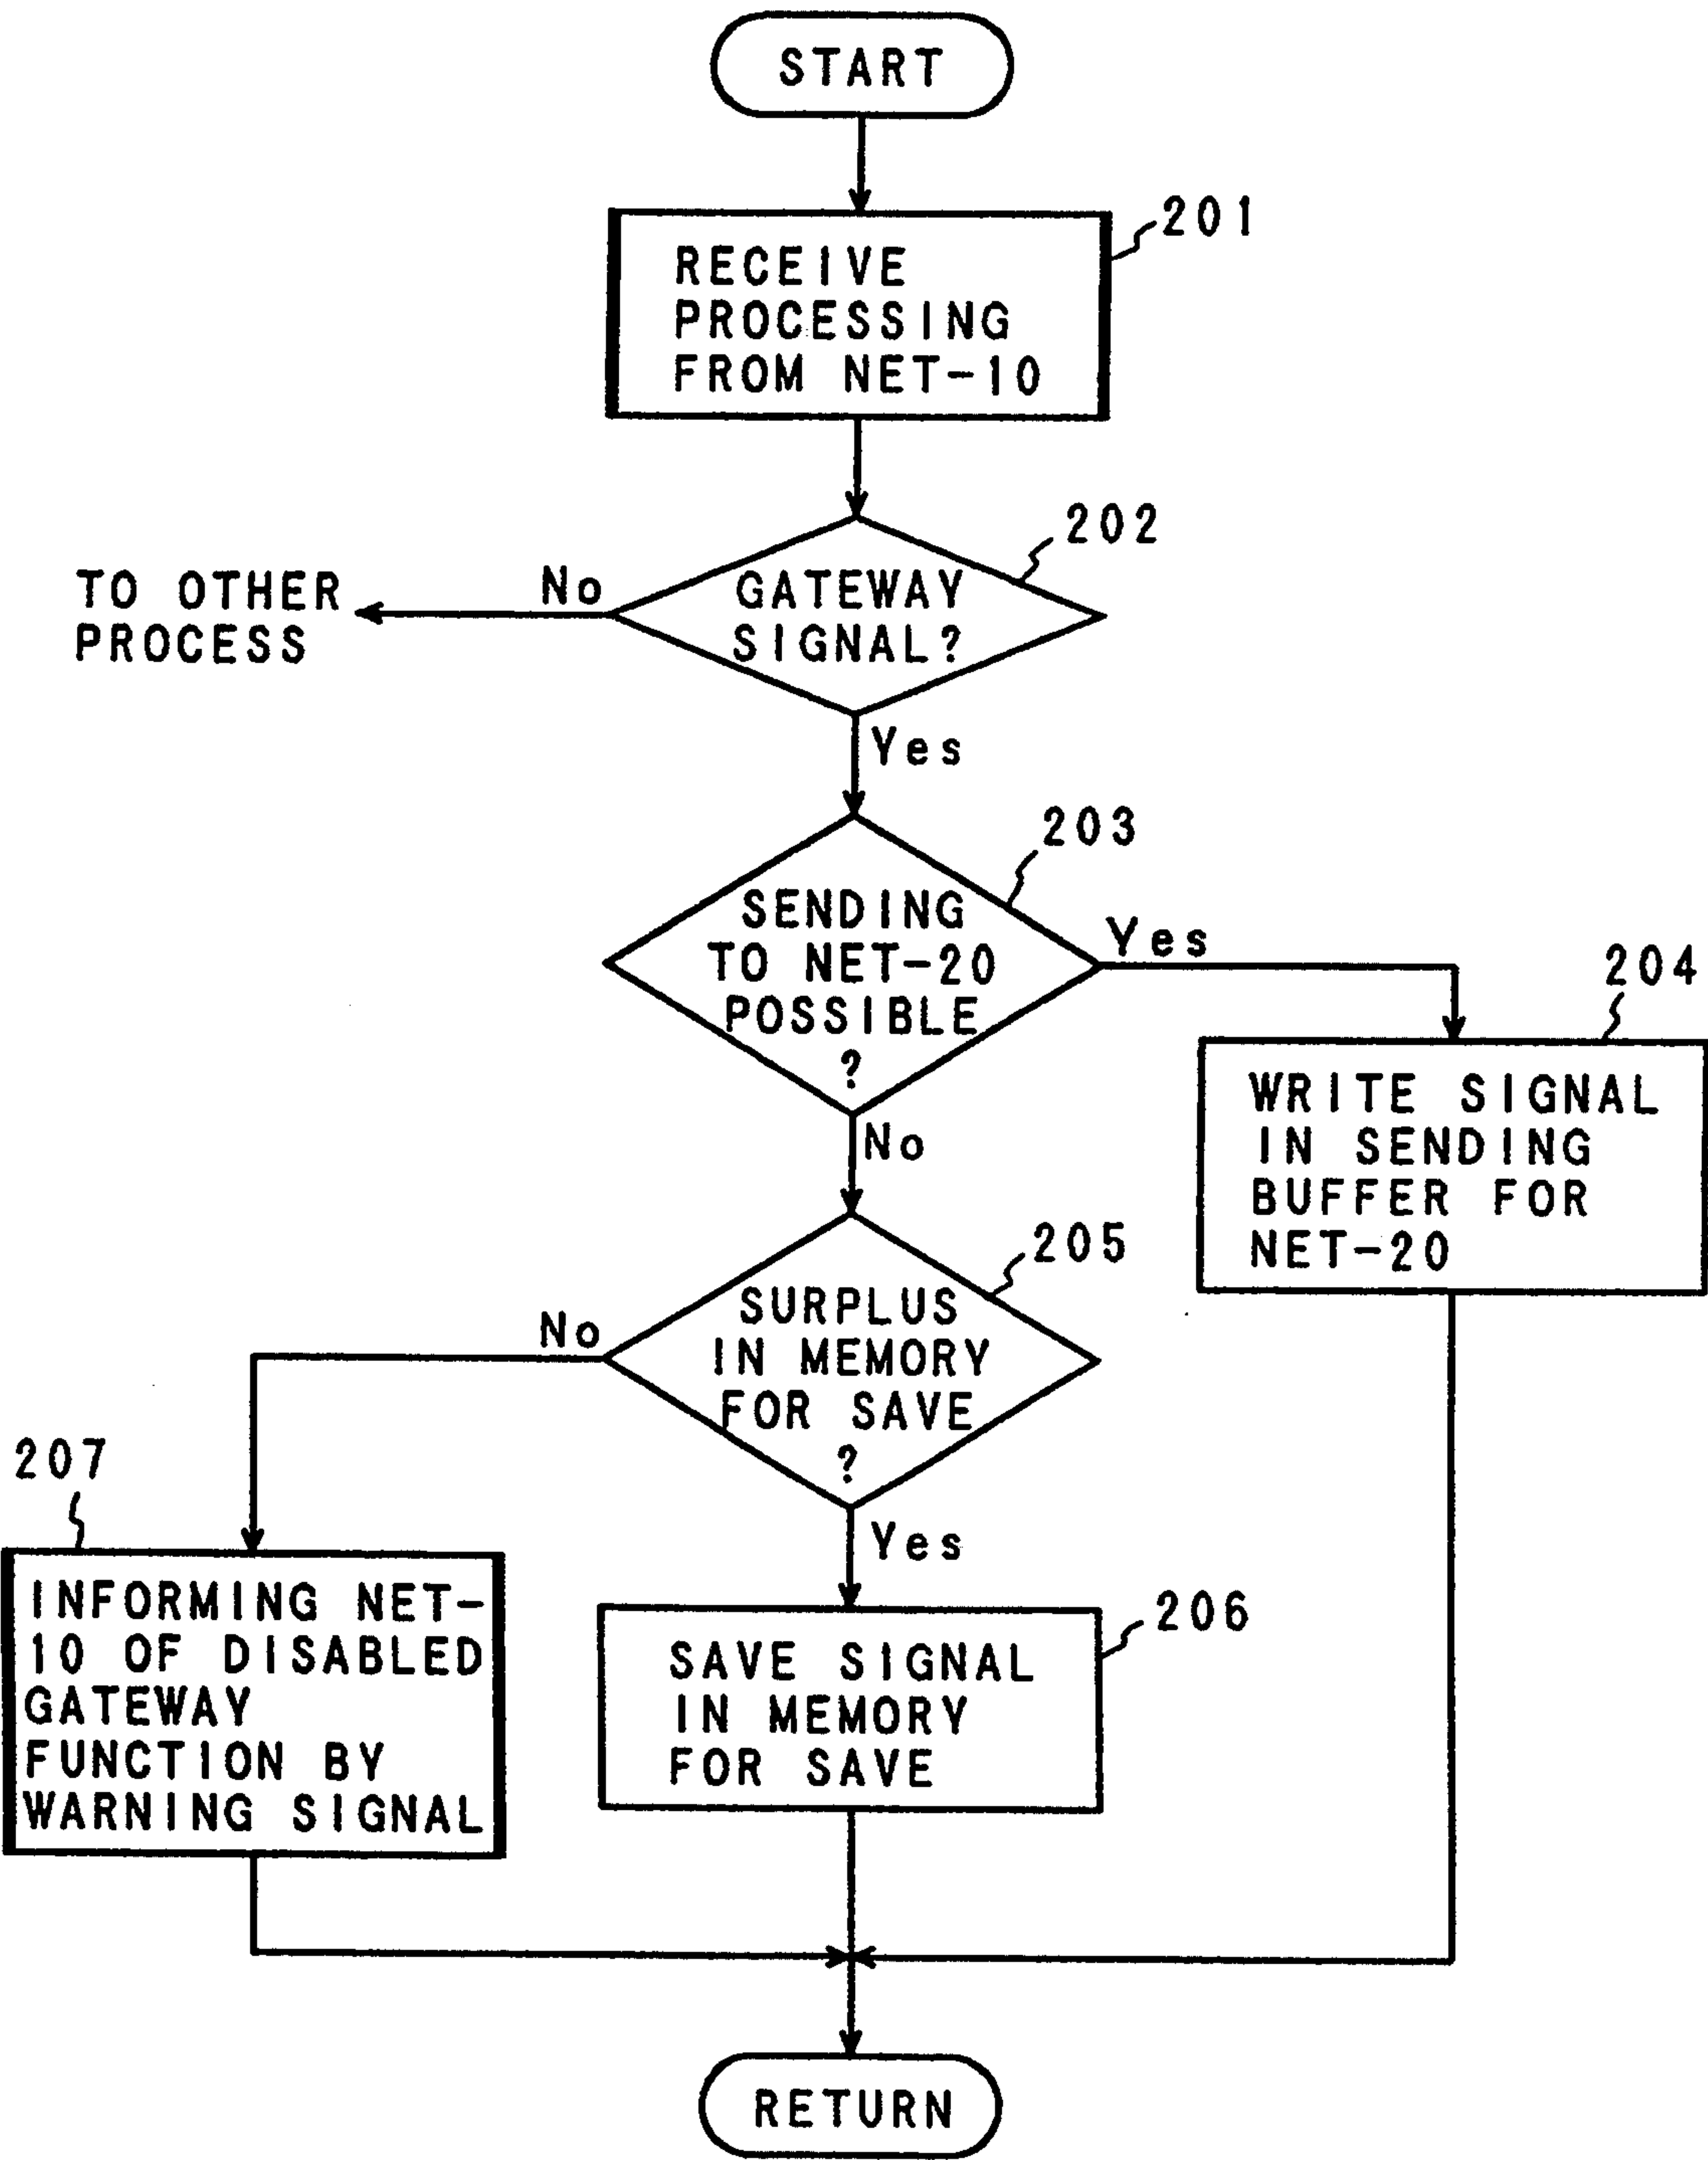 START
201
RECEIVE
PROCESSING
FROM NET-10
202
GATEWAY
SIGNAL?
No
TO OTHER
PROCESS
Yes
203
SENDING
TO NET-20
POSSIBLE
?
Yes
204
WRITE SIGNAL
IN SENDING
BUFFER FOR
NET-20
No
205
SURPLUS
IN MEMORY
FOR SAVE
?
No
207
INFORMING NET-
10 OF DISABLED
GATEWAY
FUNCTION BY
WARNING SIGNAL
Yes
206
SAVE SIGNAL
IN MEMORY
FOR SAVE
RETURN